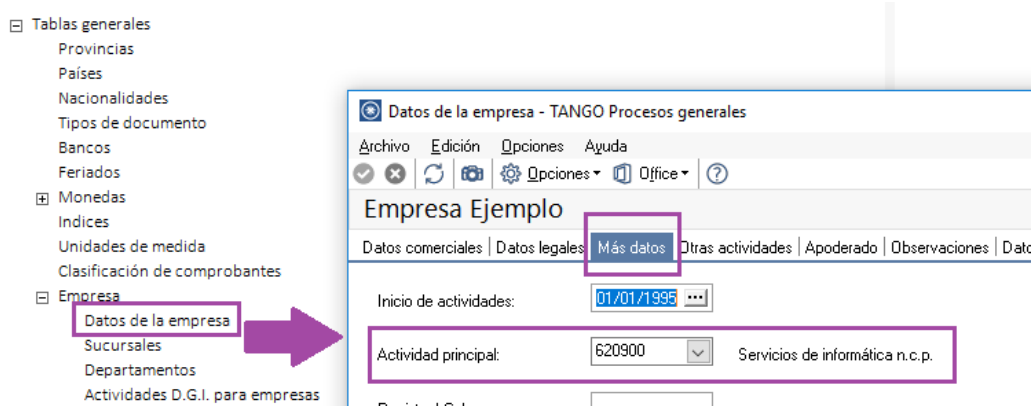 Tablas generales
Provincias
Países
Nacionalidades
Tipos de documento
Bancos
Feriados
Monedas
Indices
Unidades de medida
Clasificación de comprobantes
Empresa
Datos de la empresa
Sucursales
Departamentos
Actividades D.G.I. para empresas
Datos de la empresa - TANGO Procesos generales
Archivo Edición Opciones Ayuda
Opciones Office
Empresa Ejemplo
Datos comerciales Datos legales Más datos Otras actividades Apoderado Observaciones
Inicio de actividades: 01/01/1995 ...
Actividad principal: 620900 Servicios de informática n.c.p.